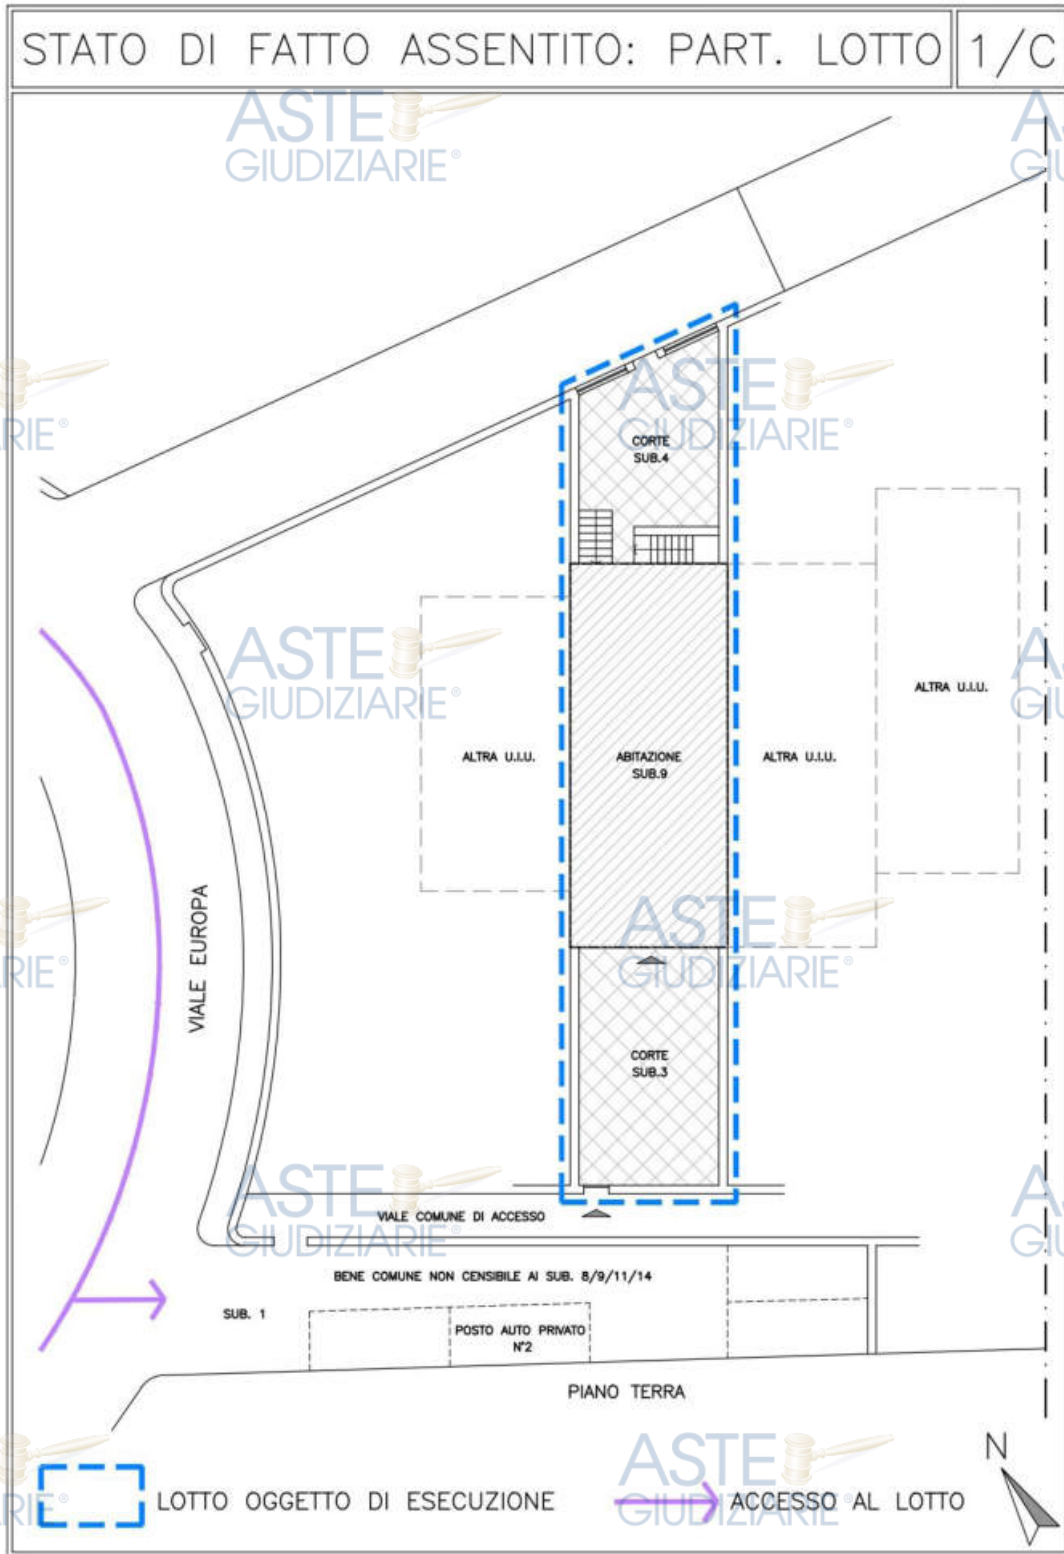 STATO DI FATTO ASSENTITO: PART. LOTTO 1/C
ASTE
GIUDIZIARIE®
CORTE
SUB.4
ALTRA U.I.U.
ALTRA U.I.U.
ABITAZIONE
SUB.9
ALTRA U.I.U.
VIALE EUROPA
CORTE
SUB.3
VIALE COMUNE DI ACCESSO
BENE COMUNE NON CENSIBILE AI SUB. 8/9/11/14
SUB. 1
POSTO AUTO PRIVATO
N°2
PIANO TERRA
N
LOTTO OGGETTO DI ESECUZIONE
ACCESSO AL LOTTO